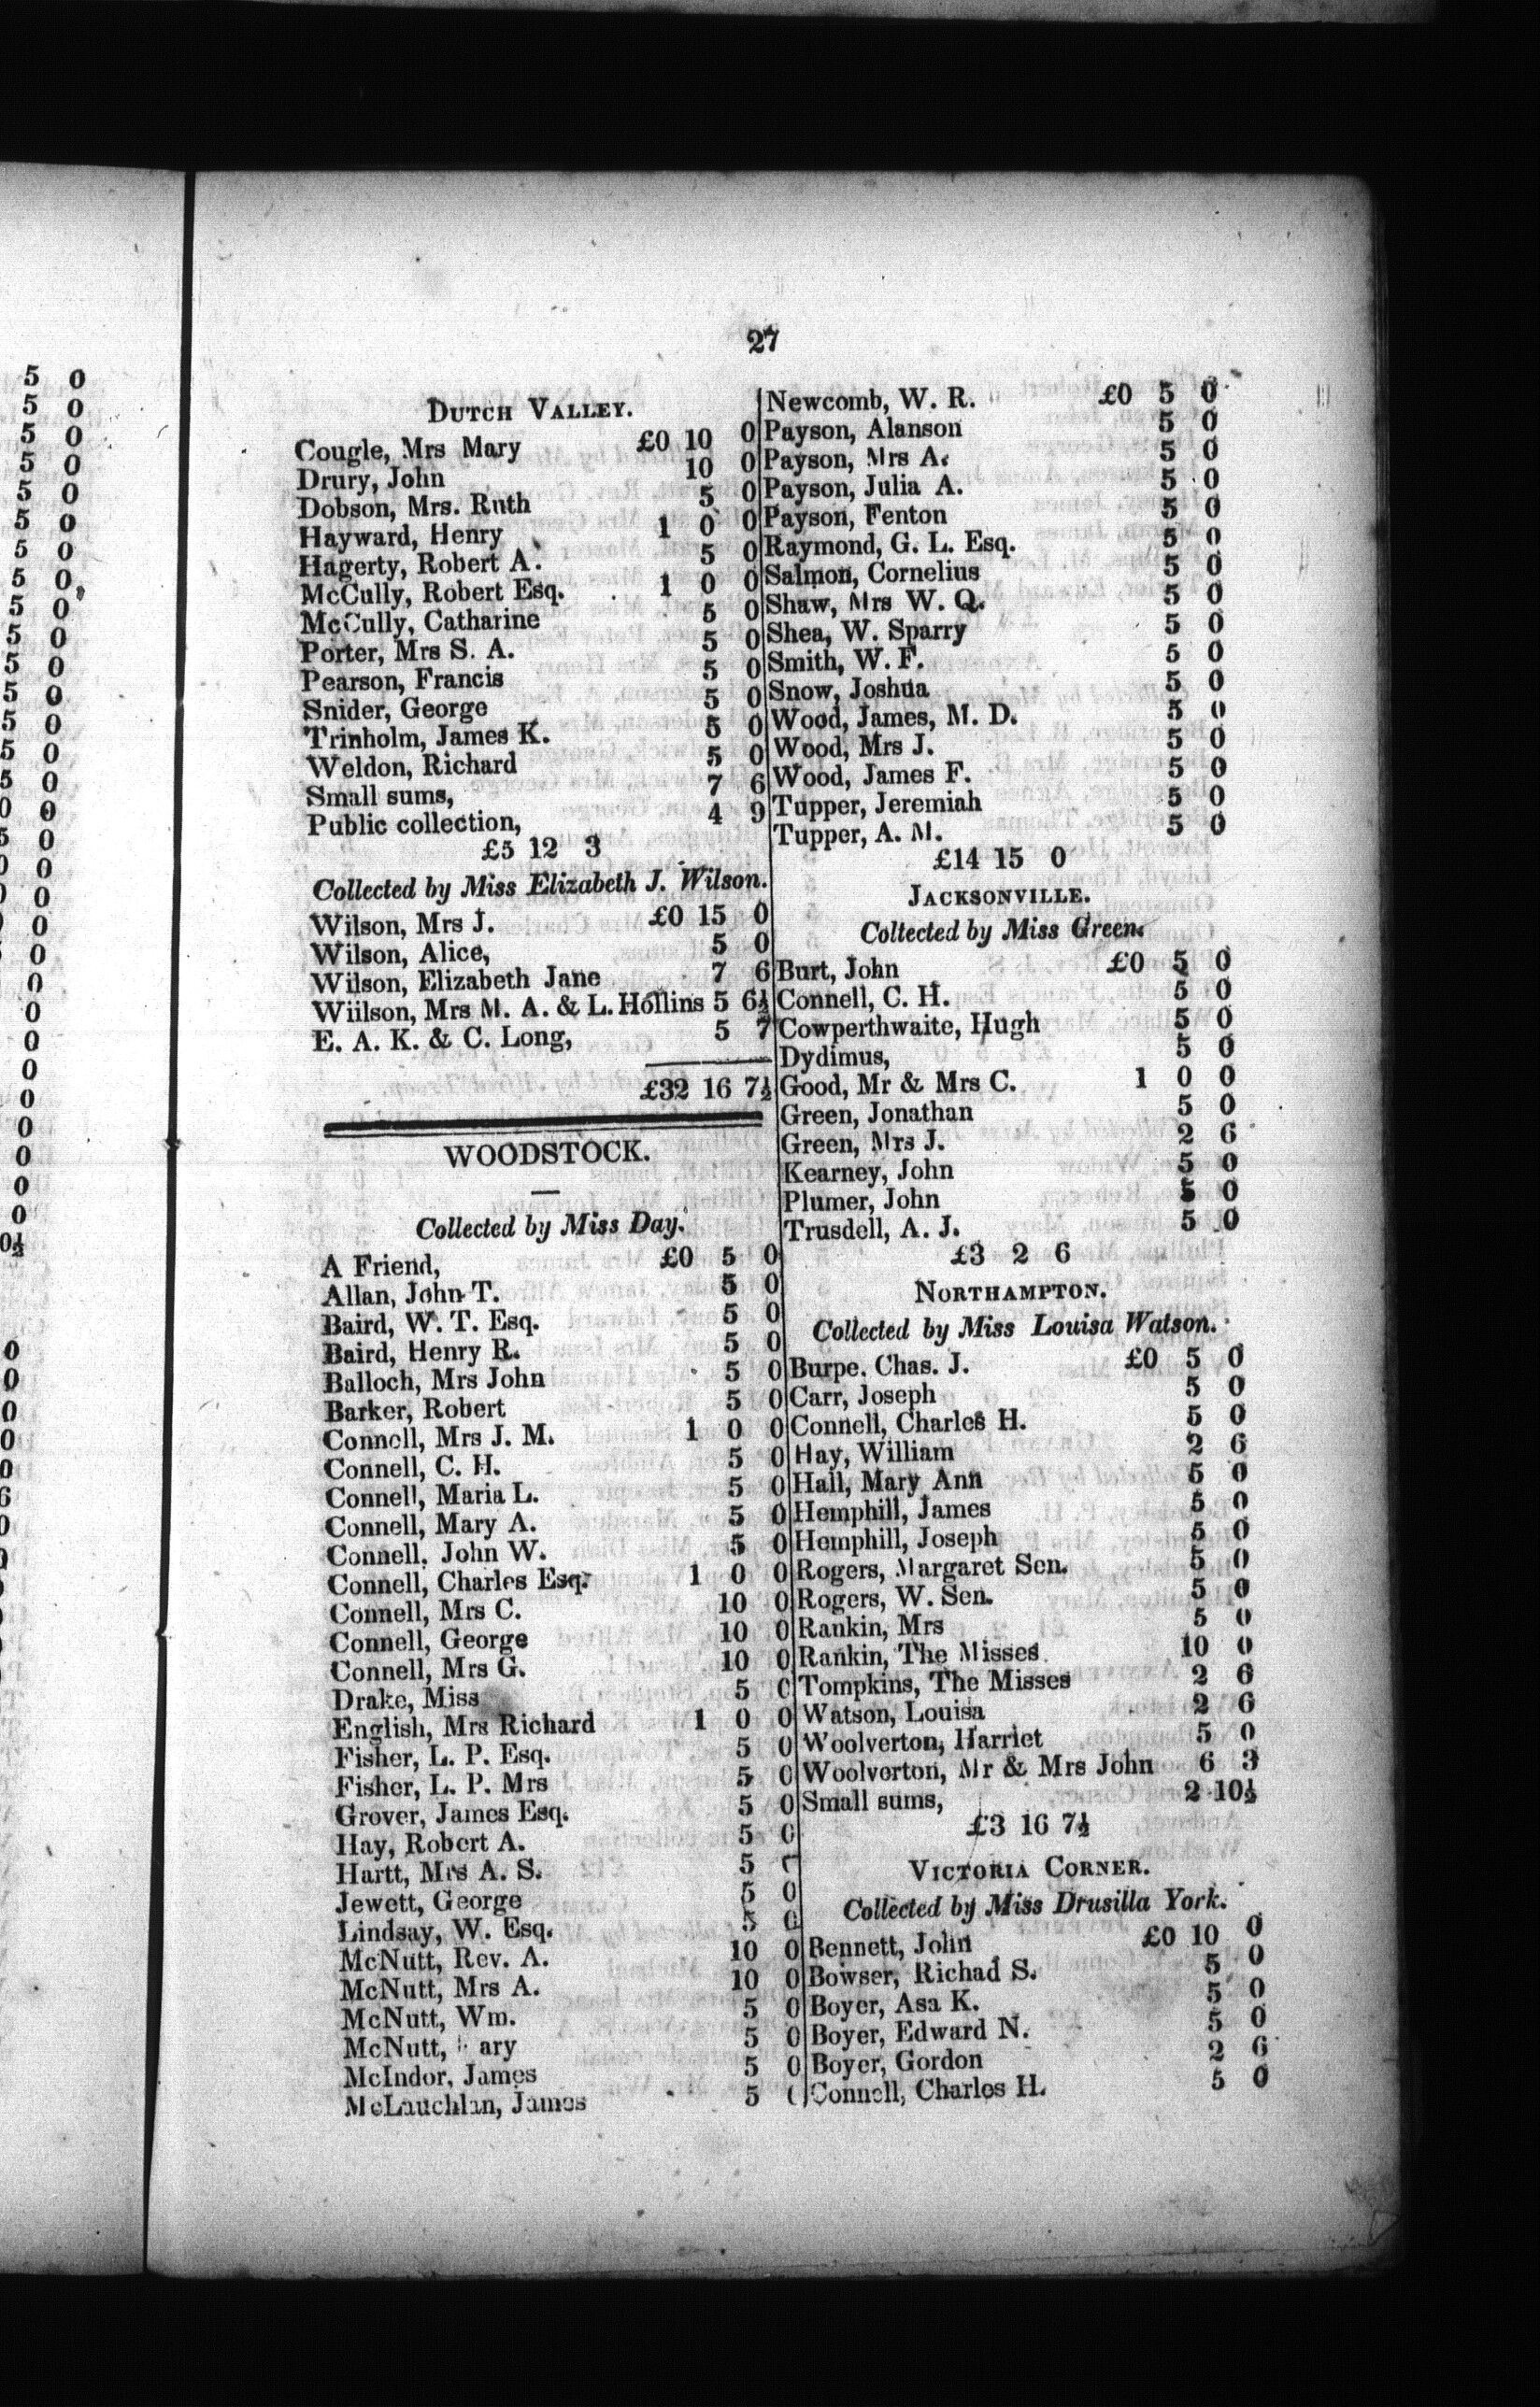 27
DUTCH VALLEY.
Cougle, Mrs Mary £0 10 0
Drury, John 10 0
Dobson, Mrs. Ruth 5 0
Hayward, Henry 1 0 0
Hagerty, Robert A. 5 0
McCully, Robert Esq. 1 0 0
McCully, Catharine 5 0
Porter, Mrs S. A. 5 0
Pearson, Francis 5 0
Snider, George 5 0
Trinholm, James K. 5 0
Weldon, Richard 5 0
Small sums, 7 6
Public collection, 4 9
£5 12 3
Collected by Miss Elizabeth J. Wilson.
Wilson, Mrs J. £0 15 0
Wilson, Alice, 5 0
Wilson, Elizabeth Jane 7 6
Wiilson, Mrs M. A. & L. Hollins 5 6½
E. A. K. & C. Long, 5 7
£32 16 7½
WOODSTOCK.
Collected by Miss Day.
A Friend, £0 5 0
Allan, John T. 5 0
Baird, W. T. Esq. 5 0
Baird, Henry R. 5 0
Balloch, Mrs John 5 0
Barker, Robert 5 0
Connell, Mrs J. M. 1 0 0
Connell, C. H. 5 0
Connell, Maria L. 5 0
Connell, Mary A. 5 0
Connell, John W. 5 0
Connell, Charles Esq. 1 0 0
Connell, Mrs C. 10 0
Connell, George 10 0
Connell, Mrs G. 10 0
Drake, Miss 5 0
English, Mrs Richard 1 0 0
Fisher, L. P. Esq. 5 0
Fisher, L. P. Mrs 5 0
Grover, James Esq. 5 0
Hay, Robert A. 5 0
Hartt, Mrs A. S. 5
Jewett, George 5 0
Lindsay, W. Esq. 5 0
McNutt, Rev. A. 10 0
McNutt, Mrs A. 10 0
McNutt, Wm. 5 0
McNutt, ary 5 0
McIndor, James 5 0
McLauchlan, James 5
Newcomb, W. R. £0 5 0
Payson, Alanson 5 0
Payson, Mrs A. 5 0
Payson, Julia A. 5 0
Payson, Fenton 5 0
Raymond, G. L. Esq. 5 0
Salmon, Cornelius 5 0
Shaw, Mrs W. Q. 5 0
Shea, W. Sparry 5 0
Smith, W. F. 5 0
Snow, Joshua 5 0
Wood, James, M. D. 5 0
Wood, Mrs J. 5 0
Wood, James F. 5 0
Tupper, Jeremiah 5 0
Tupper, A. M. 5 0
£14 15 0
JACKSONVILLE.
Coltected by Miss Green.
Burt, John £0 5 0
Connell, C. H. 5 0
Cowperthwaite, Hugh 5 0
Dydimus, 5 0
Good, Mr & Mrs C. 1 0 0
Green, Jonathan 5 0
Green, Mrs J. 2 6
Kearney, John 5 0
Plumer, John 5 0
Trusdell, A. J. 5 0
£3 2 6
NORTHAMPTON.
Collected by Miss Louisa Watson.
Burpe. Chas. J. £0 5 0
Carr, Joseph 5 0
Connell, Charles H. 5 0
Hay, William 2 6
Hall, Mary Ann 5 0
Hemphill, James 5 0
Hemphill, Joseph 5 0
Rogers, Margaret Sen. 5 0
Rogers, W. Sen. 5 0
Rankin, Mrs 5 0
Rankin, The Misses 10 0
Tompkins, The Misses 2 6
Watson, Louisa 2 6
Woolverton, Harriet 5 0
Woolverton, Mr & Mrs John 6 3
Small sums, 2 10½
£3 16 7½
VICTORIA CORNER.
Collected by Miss Drusilla York.
Bennett, John £0 10 0
Bowser, Richad S. 5 0
Boyer, Asa K. 5 0
Boyer, Edward N. 5 0
Boyer, Gordon 2 6
Connell, Charles H. 5 0